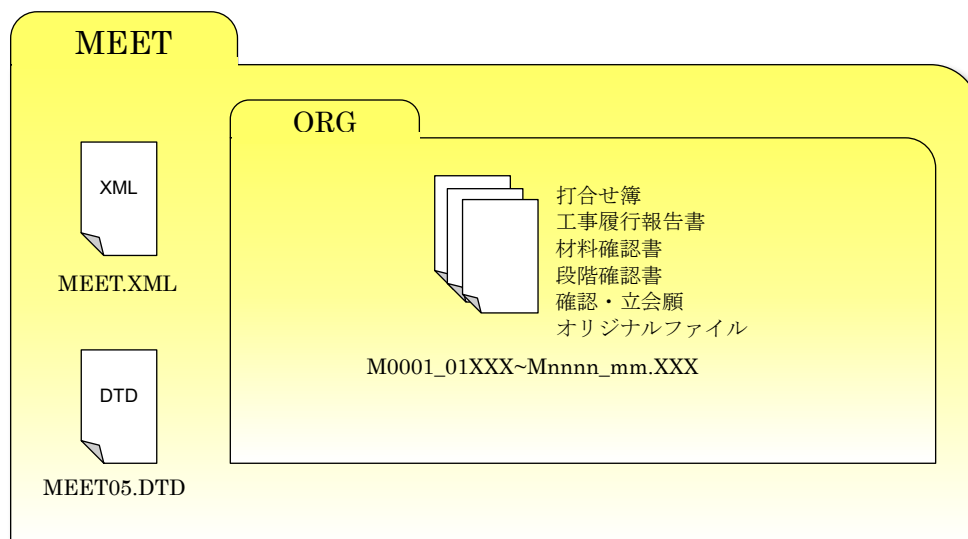 MEET
ORG
XML
MEET.XML
DTD
MEET05.DTD
打合せ簿
工事履行報告書
材料確認書
段階確認書
確認・立会願
オリジナルファイル
M0001_01XXX~Mnnnn_mm.XXX